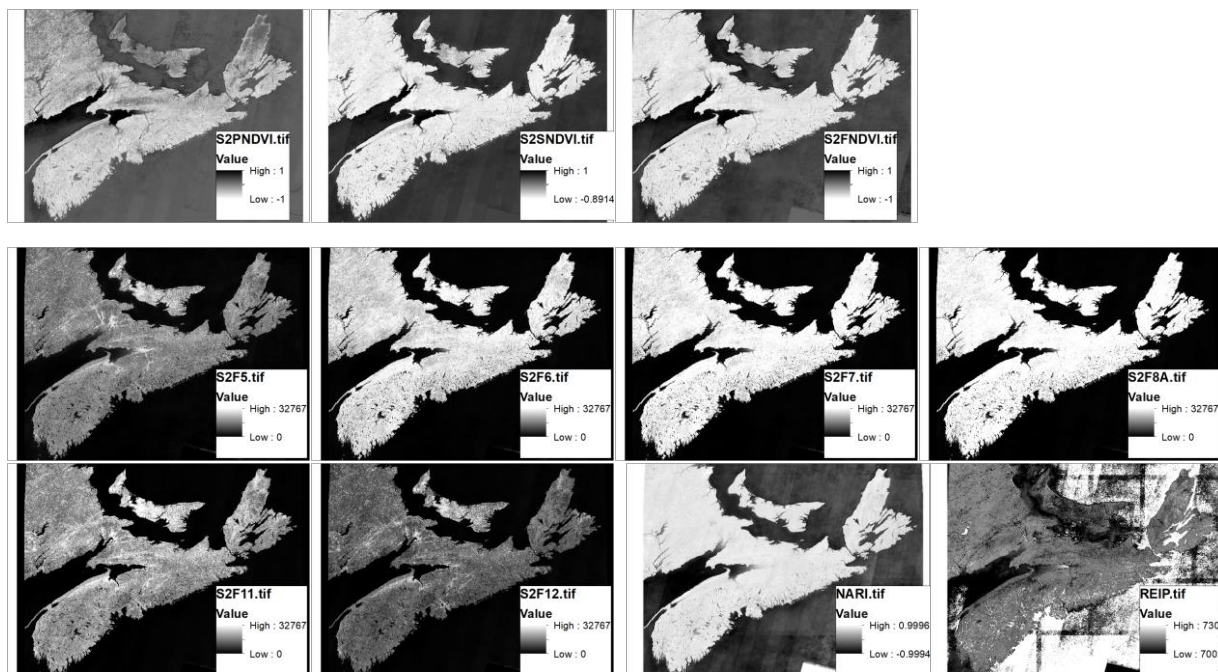 S2PNDVI.tif
Value
High : 1
Low : -1
S2SNDVI.tif
Value
High : 1
Low : -0.8914
S2FNDVI.tif
Value
High : 1
Low : -1
S2F5.tif
Value
High : 32767
Low : 0
S2F6.tif
Value
High : 32767
Low : 0
S2F7.tif
Value
High : 32767
Low : 0
S2F8A.tif
Value
High : 32767
Low : 0
S2F11.tif
Value
High : 32767
Low : 0
S2F12.tif
Value
High : 32767
Low : 0
NARI.tif
Value
High : 0.9996
Low : -0.9994
REIP.tif
Value
High : 730
Low : 700